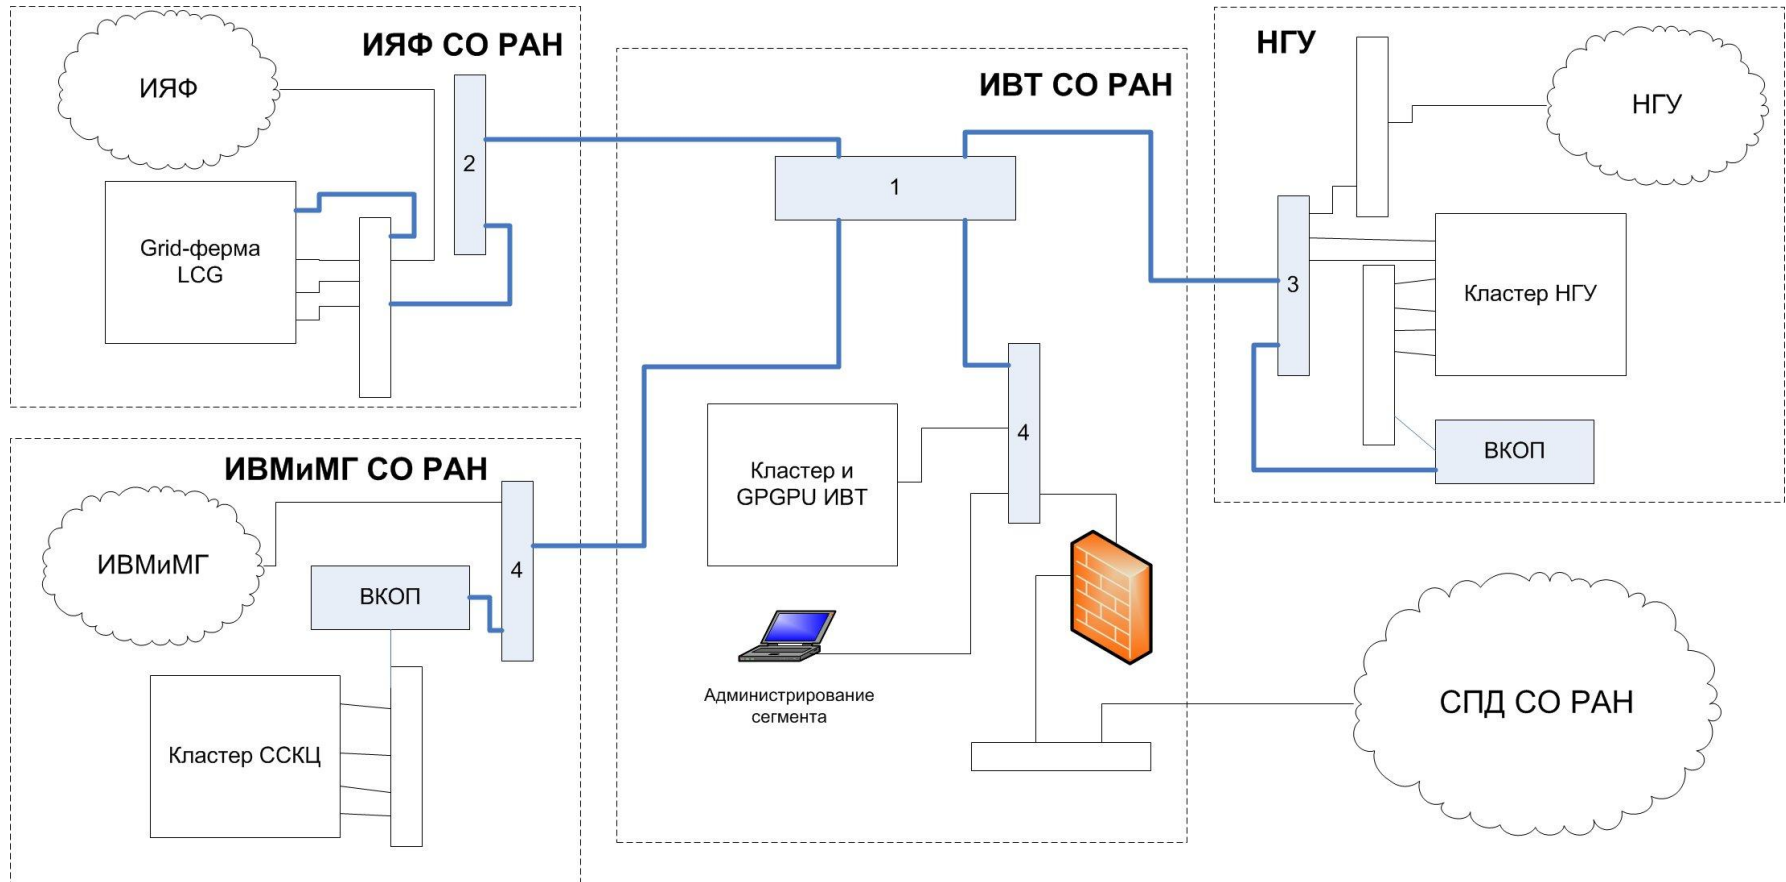 ИЯФ СО РАН
ИЯФ
2
Grid-ферма
LCG
ИВМиМГ СО РАН
ИВМиМГ
4
ВКОП
Кластер ССКЦ
ИВТ СО РАН
1
4
Кластер и
GPGPU ИВТ
Администрирование
сегмента
НГУ
НГУ
3
Кластер НГУ
ВКОП
СПД СО РАН